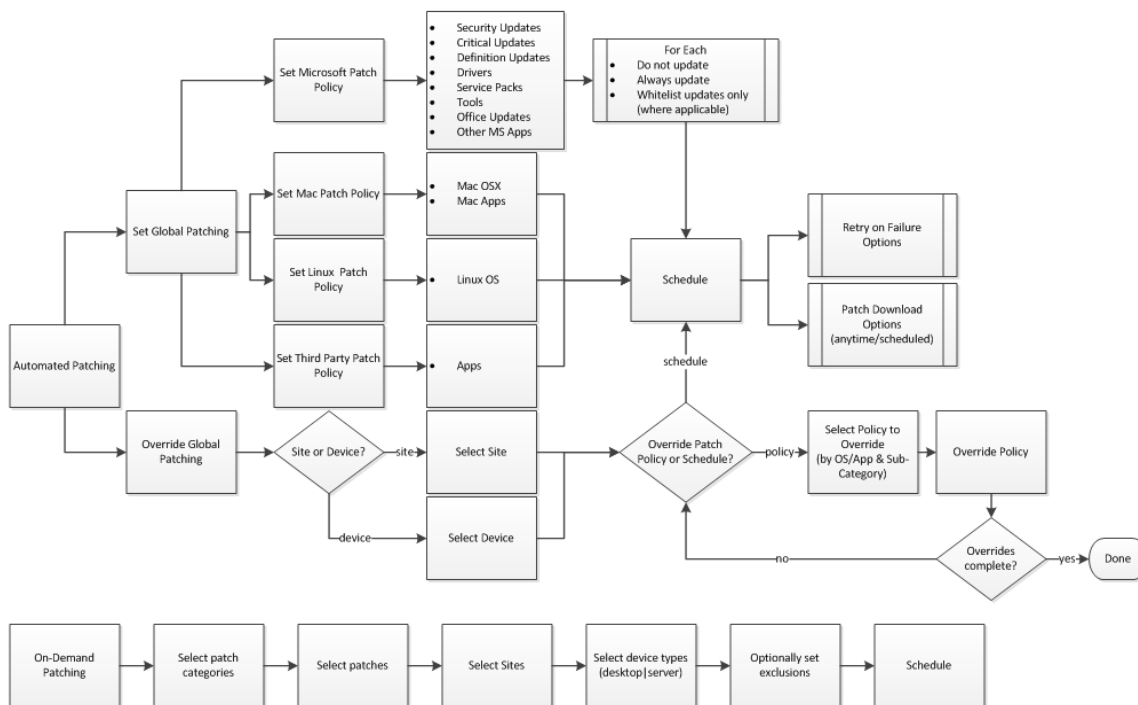 Set Microsoft Patch
Policy
• Security Updates
• Critical Updates
• Definition Updates
• Drivers
• Service Packs
• Tools
• Office Updates
• Other MS Apps
For Each
• Do not update
• Always update
• Whitelist updates only
(where applicable)
Set Global Patching
Set Mac Patch Policy
• Mac OSX
• Mac Apps
Set Linux Patch
Policy
• Linux OS
Schedule
Retry on Failure
Options
Patch Download
Options
(anytime/scheduled)
Automated Patching
Set Third Party Patch
Policy
• Apps
schedule
Override Global
Patching
Site or Device?
site
Select Site
device
Select Device
Override Patch
Policy or Schedule?
policy
Select Policy to
Override
(by OS/App & Sub-
Category)
Override Policy
Overrides
complete?
no
yes
Done
On-Demand
Patching
Select patch
categories
Select patches
Select Sites
Select device types
(desktop|server)
Optionally set
exclusions
Schedule